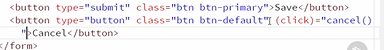 <button type="submit" class="btn btn-primary">Save</button>
<button type="button" class="btn btn-default" (click)="cancel()
">Cancel</button>
</form>